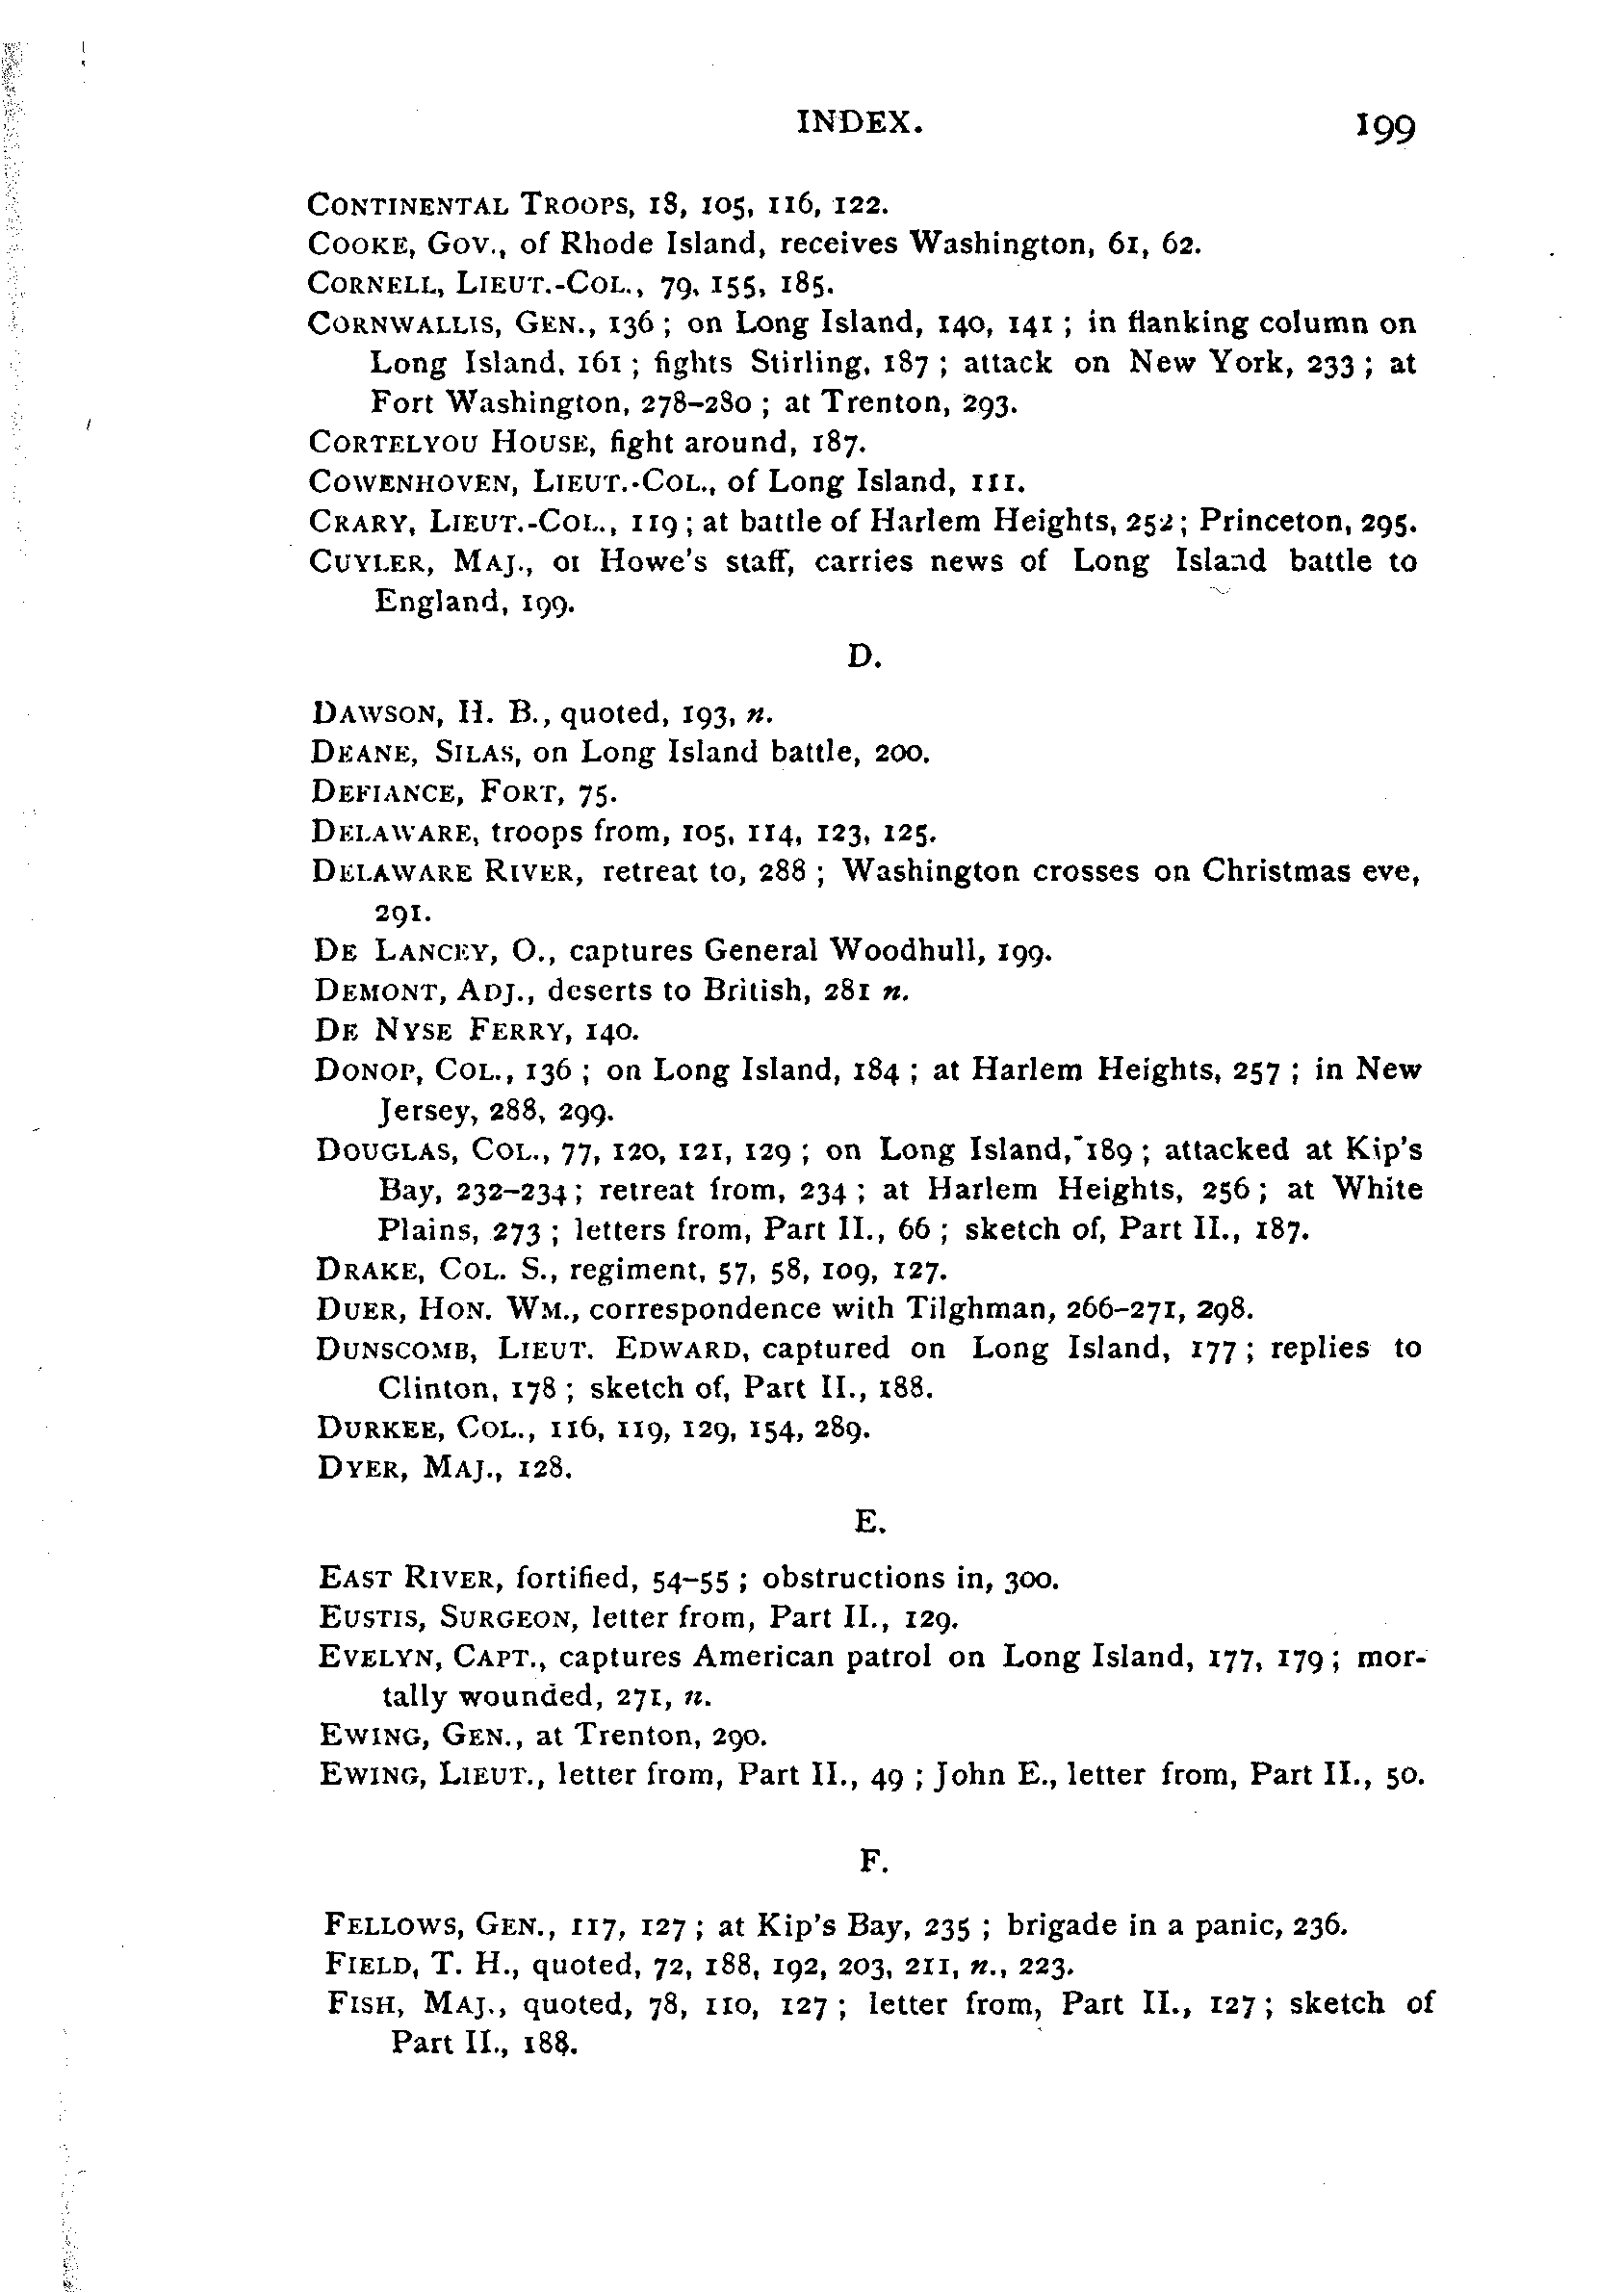 INDEX. 199
CONTINENTAL TROOPS, 18, 105, 116, 122.
COOKE, GOV., of Rhode Island, receives Washington, 61, 62.
CORNELL, LIEUT.-COL., 79, 155, 185.
CORNWALLIS, GEN., 136 ; on Long Island, 140, 141 ; in flanking column on
Long Island, 161 ; fights Stirling, 187 ; attack on New York, 233 ; at
Fort Washington, 278-280 ; at Trenton, 293.
CORTELYOU HOUSE, fight around, 187.
COWENHOVEN, LIEUT.-COL., of Long Island, 111.
CRARY, LIEUT.-COL., 119 ; at battle of Harlem Heights, 252 ; Princeton, 295.
CUYLER, MAJ., of Howe's staff, carries news of Long Island battle to
England, 199.
D.
DAWSON, H. B., quoted, 193, n.
DEANE, SILAS, on Long Island battle, 200.
DEFIANCE, FORT, 75.
DELAWARE, troops from, 105, 114, 123, 125.
DELAWARE RIVER, retreat to, 288 ; Washington crosses on Christmas eve,
291.
DE LANCEY, O., captures General Woodhull, 199.
DEMONT, ADJ., deserts to British, 281 n.
DE NYSE FERRY, 140.
DONOP, COL., 136 ; on Long Island, 184 ; at Harlem Heights, 257 ; in New
Jersey, 288, 299.
DOUGLAS, COL., 77, 120, 121, 129 ; on Long Island, 189 ; attacked at Kip's
Bay, 232-234 ; retreat from, 234 ; at Harlem Heights, 256 ; at White
Plains, 273 ; letters from, Part II., 66 ; sketch of, Part II., 187.
DRAKE, COL. S., regiment, 57, 58, 109, 127.
DUER, HON. WM., correspondence with Tilghman, 266-271, 298.
DUNSCOMB, LIEUT. EDWARD, captured on Long Island, 177 ; replies to
Clinton, 178 ; sketch of, Part II., 188.
DURKEE, COL., 116, 119, 129, 154, 289.
DYER, MAJ., 128.
E.
EAST RIVER, fortified, 54-55 ; obstructions in, 300.
EUSTIS, SURGEON, letter from, Part II., 129.
EVELYN, CAPT., captures American patrol on Long Island, 177, 179 ; mor-
tally wounded, 271, n.
EWING, GEN., at Trenton, 290.
EWING, LIEUT., letter from, Part II., 49 ; John E., letter from, Part II., 50.
F.
FELLOWS, GEN., 117, 127 ; at Kip's Bay, 235 ; brigade in a panic, 236.
FIELD, T. H., quoted, 72, 188, 192, 203, 211, n., 223.
FISH, MAJ., quoted, 78, 110, 127 ; letter from, Part II., 127 ; sketch of
Part II., 188.